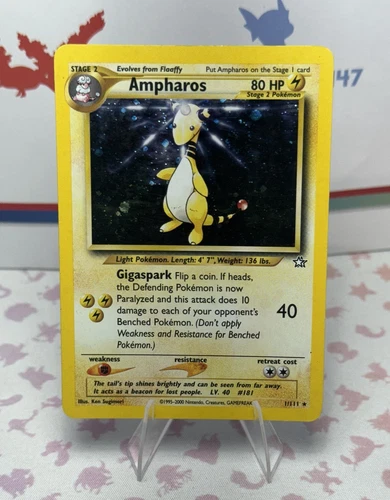 STAGE 2 Evolves from Flaaffy Put Ampharos on the Stage 1 card
Ampharos 80 HP
Stage 2 Pokémon
47
Light Pokémon. Length: 4' 7", Weight: 136 lbs.
Gigaspark Flip a coin. If heads,
the Defending Pokémon is now
Paralyzed and this attack does 10
damage to each of your opponent's
Benched Pokémon. (Don't apply
Weakness and Resistance for Benched
Pokémon.)
40
weakness resistance retreat cost
The tail's tip shines brightly and can be seen from far away.
It acts as a beacon for lost people. LV. 40 #181
Illus. Ken Sugimori ©1995-2000 Nintendo, Creatures, GAMEFREAK. 1/111 ★